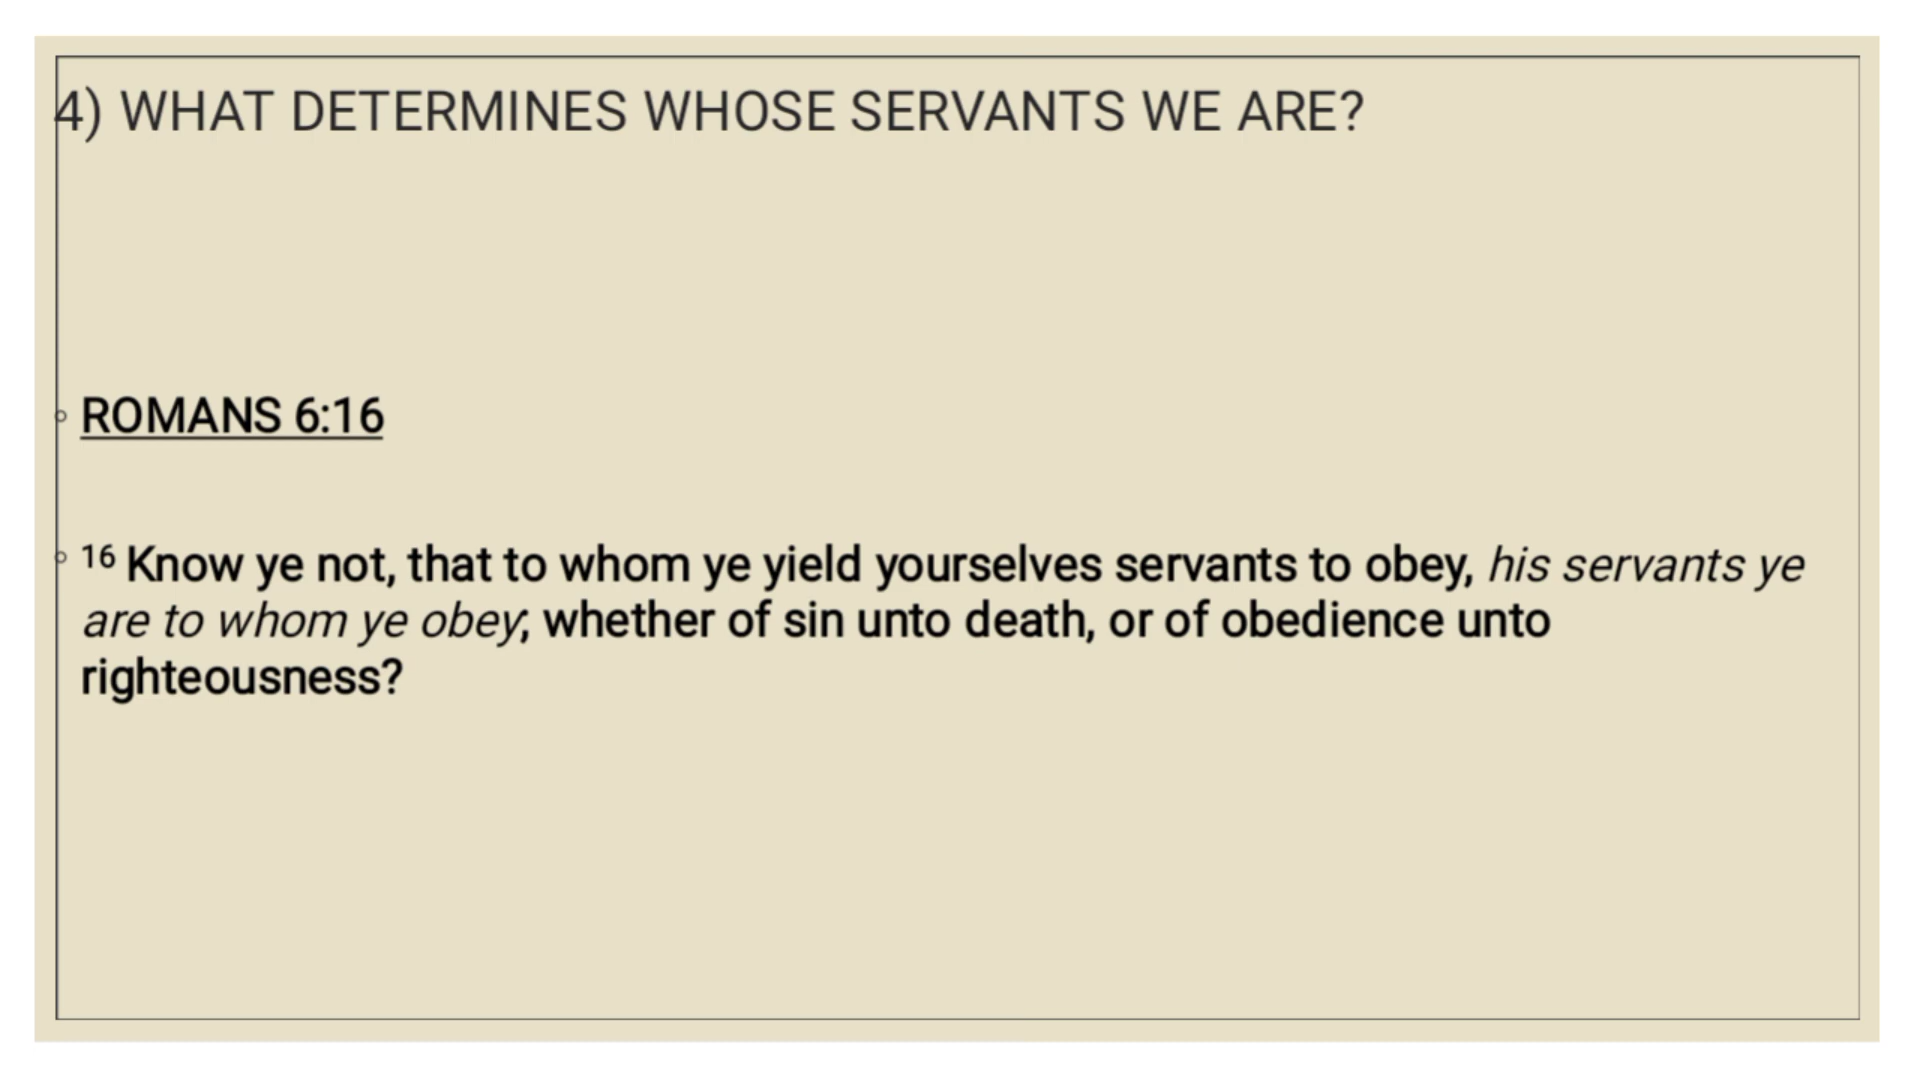 4) WHAT DETERMINES WHOSE SERVANTS WE ARE?
ROMANS 6:16
16 Know ye not, that to whom ye yield yourselves servants to obey, his servants ye
are to whom ye obey; whether of sin unto death, or of obedience unto
righteousness?